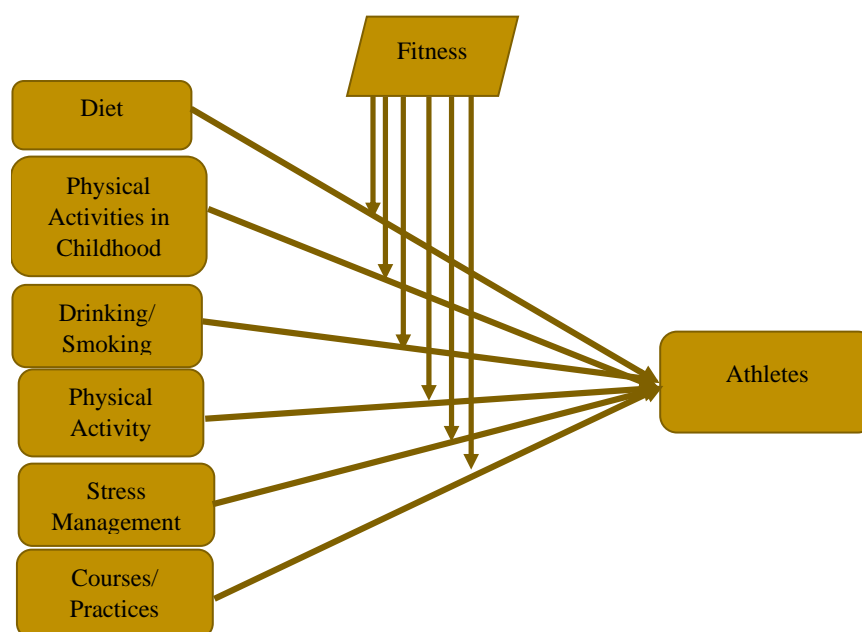 Fitness
Diet
Physical
Activities in
Childhood
Drinking/
Smoking
Physical
Activity
Stress
Management
Courses/
Practices
Athletes